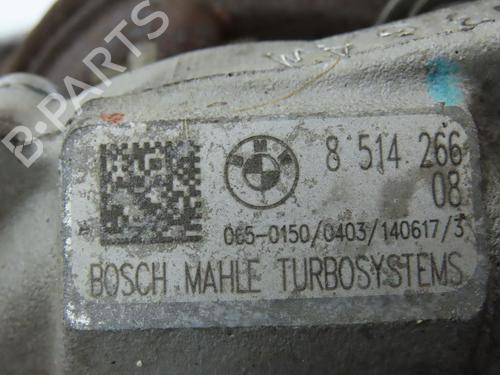 B-PARTS
8 514 266
08
065-0150/0403/140617/3
BOSCH MAHLE TURBOSYSTEMS